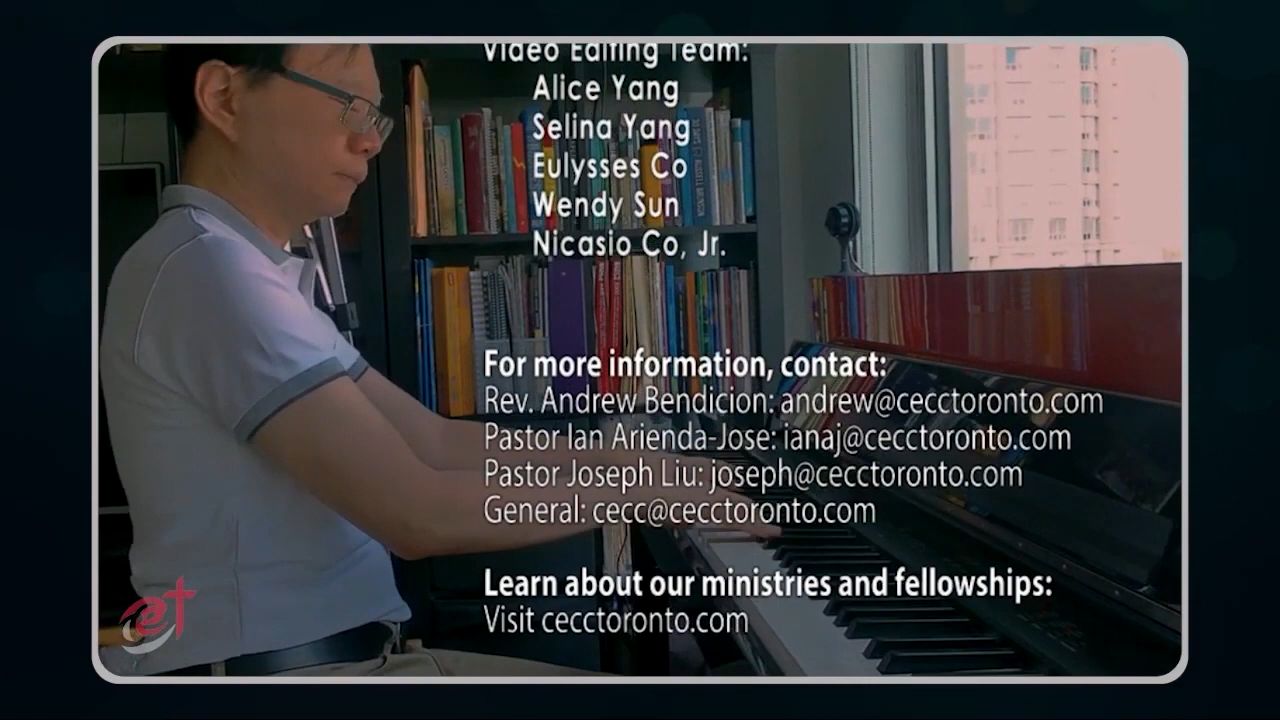 Video Editing Team:
Alice Yang
Selina Yang
Eulysses Co
Wendy Sun
Nicasio Co, Jr.
For more information, contact:
Rev. Andrew Bendicion: andrew@cecctoronto.com
Pastor Ian Arienda-Jose: ianaj@cecctoronto.com
Pastor Joseph Liu: joseph@cecctoronto.com
General: cecc@cecctoronto.com
Learn about our ministries and fellowships:
Visit cecctoronto.com